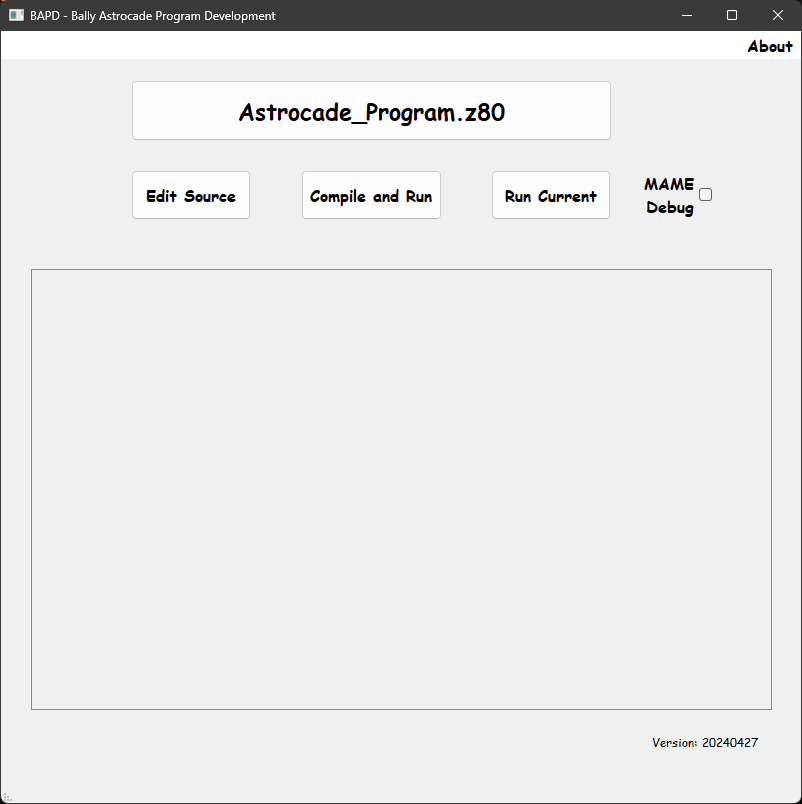 BAPD - Bally Astrocade Program Development
About
Astrocade_Program.z80
Edit Source
Compile and Run
Run Current
MAME
Debug
Version: 20240427